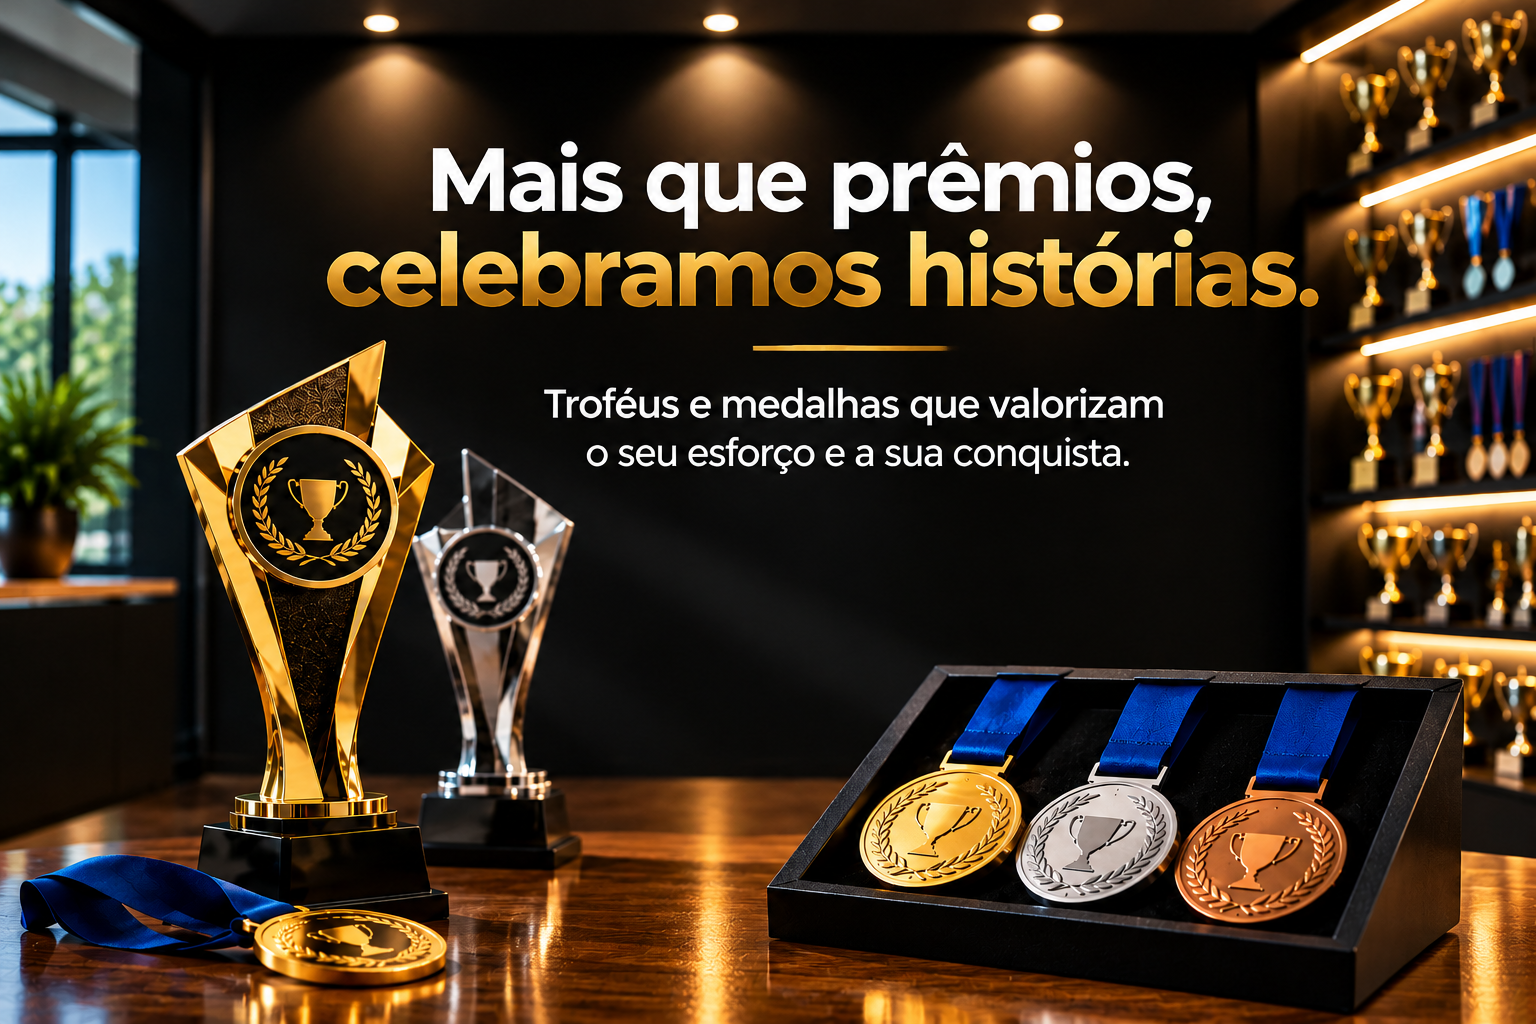 Mais que prêmios,
celebramos histórias.
Troféus e medalhas que valorizam
o seu esforço e a sua conquista.